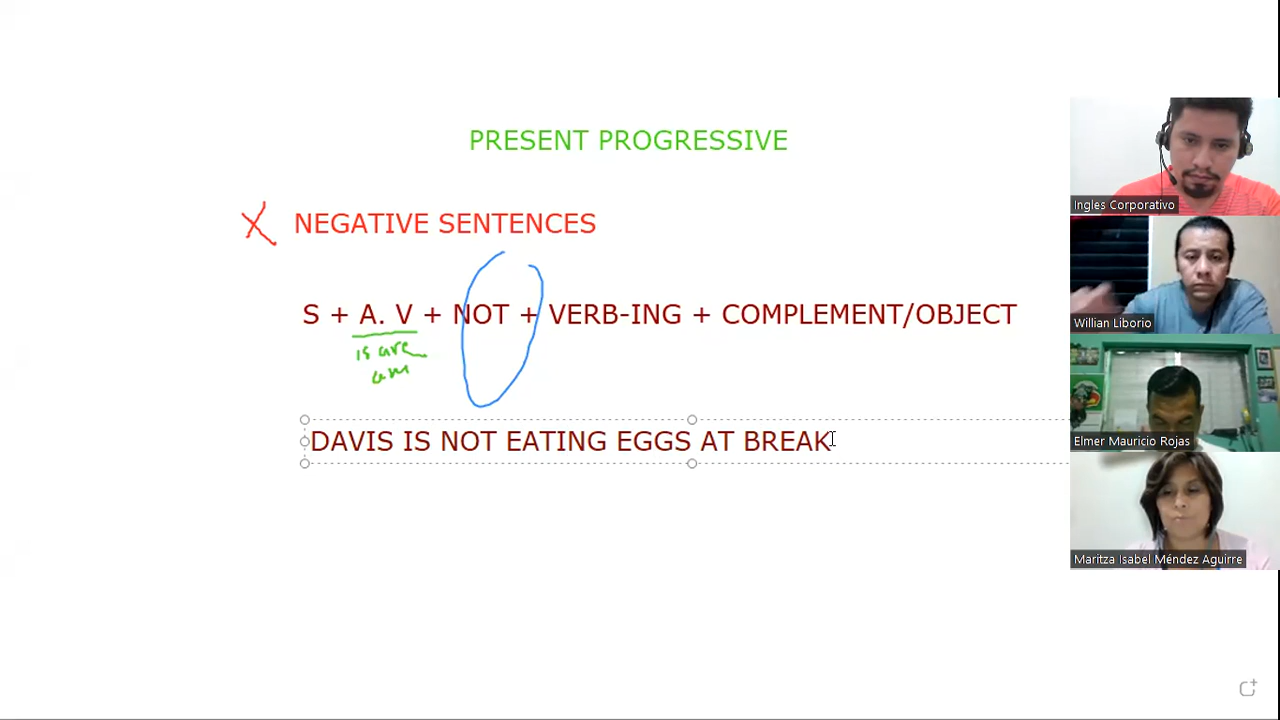 PRESENT PROGRESSIVE
X NEGATIVE SENTENCES
S + A. V + NOT + VERB-ING + COMPLEMENT/OBJECT
is are
am
DAVIS IS NOT EATING EGGS AT BREAK
Ingles Corporativo
Willian Liborio
Elmer Mauricio Rojas
Maritza Isabel Méndez Aguirre